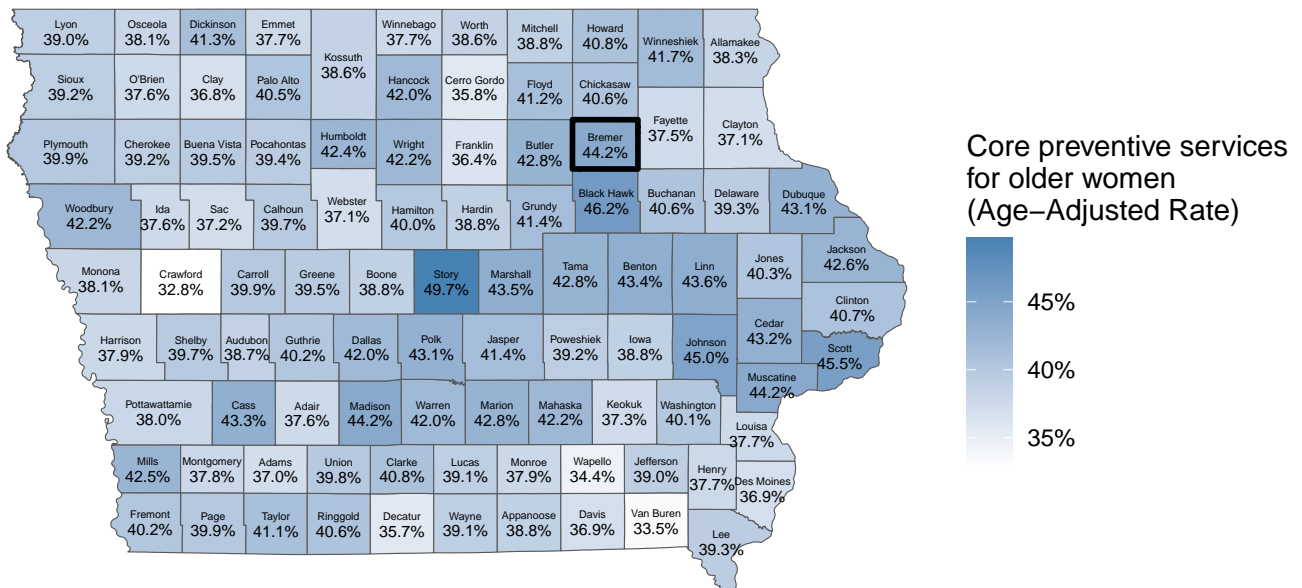 Lyon
39.0%
Osceola
38.1%
Dickinson
41.3%
Emmet
37.7%
Kossuth
38.6%
Winnebago
37.7%
Worth
38.6%
Mitchell
38.8%
Howard
40.8%
Winneshiek
41.7%
Allamakee
38.3%
Sioux
39.2%
O'Brien
37.6%
Clay
36.8%
Palo Alto
40.5%
Hancock
42.0%
Cerro Gordo
35.8%
Floyd
41.2%
Chickasaw
40.6%
Fayette
37.5%
Clayton
37.1%
Plymouth
39.9%
Cherokee
39.2%
Buena Vista
39.5%
Pocahontas
39.4%
Humboldt
42.4%
Wright
42.2%
Franklin
36.4%
Butler
42.8%
Bremer
44.2%
Woodbury
42.2%
Ida
37.6%
Sac
37.2%
Calhoun
39.7%
Webster
37.1%
Hamilton
40.0%
Hardin
38.8%
Grundy
41.4%
Black Hawk
46.2%
Buchanan
40.6%
Delaware
39.3%
Dubuque
43.1%
Monona
38.1%
Crawford
32.8%
Carroll
39.9%
Greene
39.5%
Boone
38.8%
Story
49.7%
Marshall
43.5%
Tama
42.8%
Benton
43.4%
Linn
43.6%
Jones
40.3%
Jackson
42.6%
Clinton
40.7%
Harrison
37.9%
Shelby
39.7%
Audubon
38.7%
Guthrie
40.2%
Dallas
42.0%
Polk
43.1%
Jasper
41.4%
Poweshiek
39.2%
Iowa
38.8%
Johnson
45.0%
Cedar
43.2%
Scott
45.5%
Muscatine
44.2%
Pottawattamie
38.0%
Cass
43.3%
Adair
37.6%
Madison
44.2%
Warren
42.0%
Marion
42.8%
Mahaska
42.2%
Keokuk
37.3%
Washington
40.1%
Louisa
37.7%
Mills
42.5%
Montgomery
37.8%
Adams
37.0%
Union
39.8%
Clarke
40.8%
Lucas
39.1%
Monroe
37.9%
Wapello
34.4%
Jefferson
39.0%
Henry
37.7%
Des Moines
36.9%
Fremont
40.2%
Page
39.9%
Taylor
41.1%
Ringgold
40.6%
Decatur
35.7%
Wayne
39.1%
Appanoose
38.8%
Davis
36.9%
Van Buren
33.5%
Lee
39.3%
Core preventive services
for older women
(Age−Adjusted Rate)
45%
40%
35%